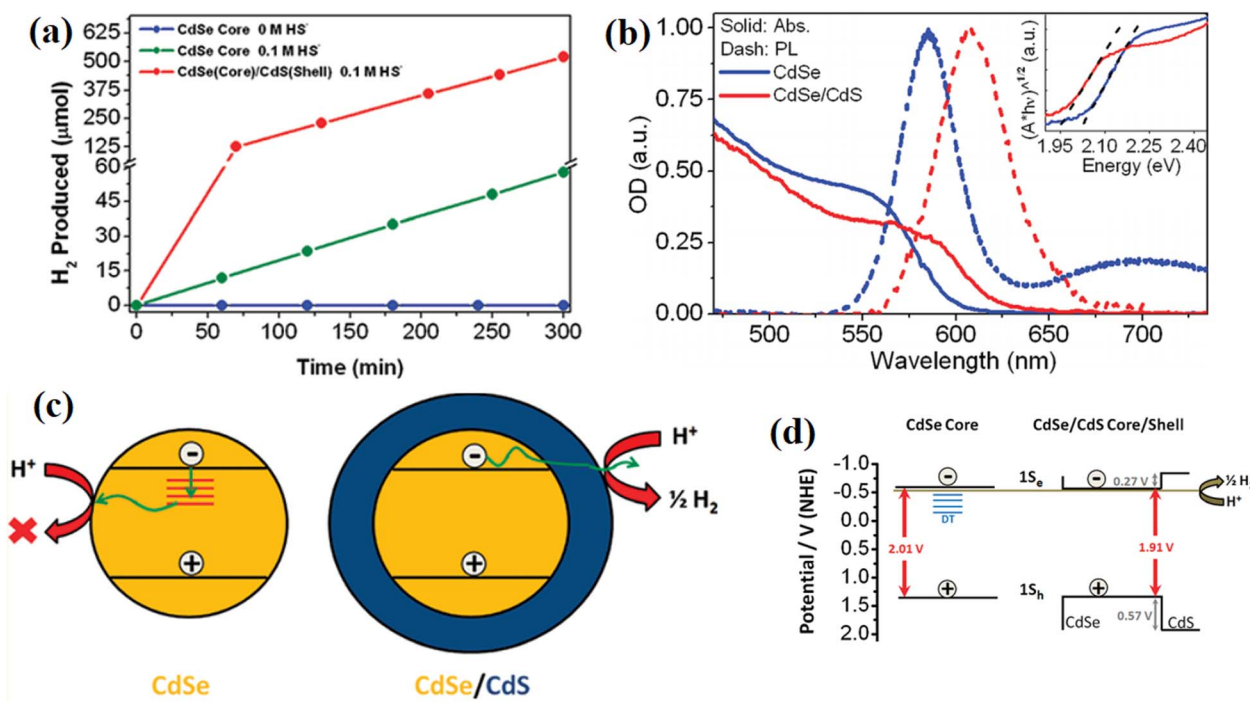 (a)
CdSe Core 0 M HS⁻
CdSe Core 0.1 M HS⁻
CdSe(Core)/CdS(Shell) 0.1 M HS⁻
H₂ Produced (μmol)
625
500
375
250
125
60
45
30
15
0
0 50 100 150 200 250 300
Time (min)
(b)
Solid: Abs.
Dash: PL
CdSe
CdSe/CdS
OD (a.u.)
1.00
0.75
0.50
0.25
0.00
500 550 600 650 700
Wavelength (nm)
(A*hν)^1/2 (a.u.)
1.95 2.10 2.25 2.40
Energy (eV)
(c)
H⁺
CdSe
H⁺
½ H₂
CdSe/CdS
(d)
CdSe Core CdSe/CdS Core/Shell
Potential / V (NHE)
-1.0
-0.5
0.0
0.5
1.0
1.5
2.0
DT
2.01 V
1Sₑ
1Sₕ
0.27 V
1.91 V
0.57 V
CdSe CdS
½ H₂
H⁺